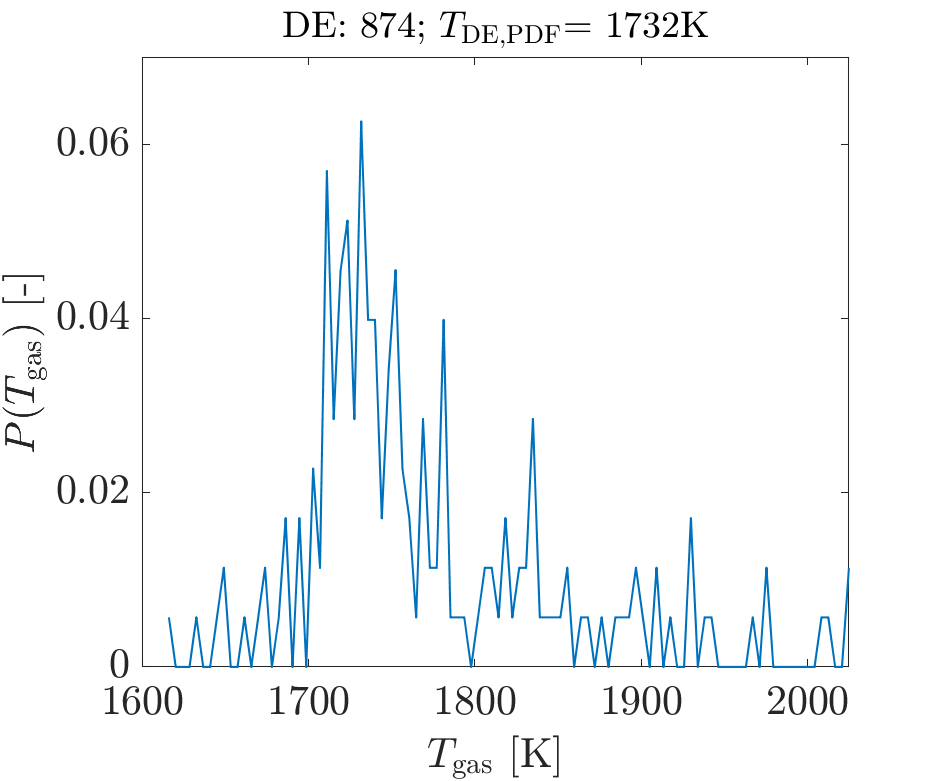 DE: 874; T_DE,PDF= 1732K
0.06
0.04
0.02
0
P(T_gas) [-]
1600 1700 1800 1900 2000
T_gas [K]